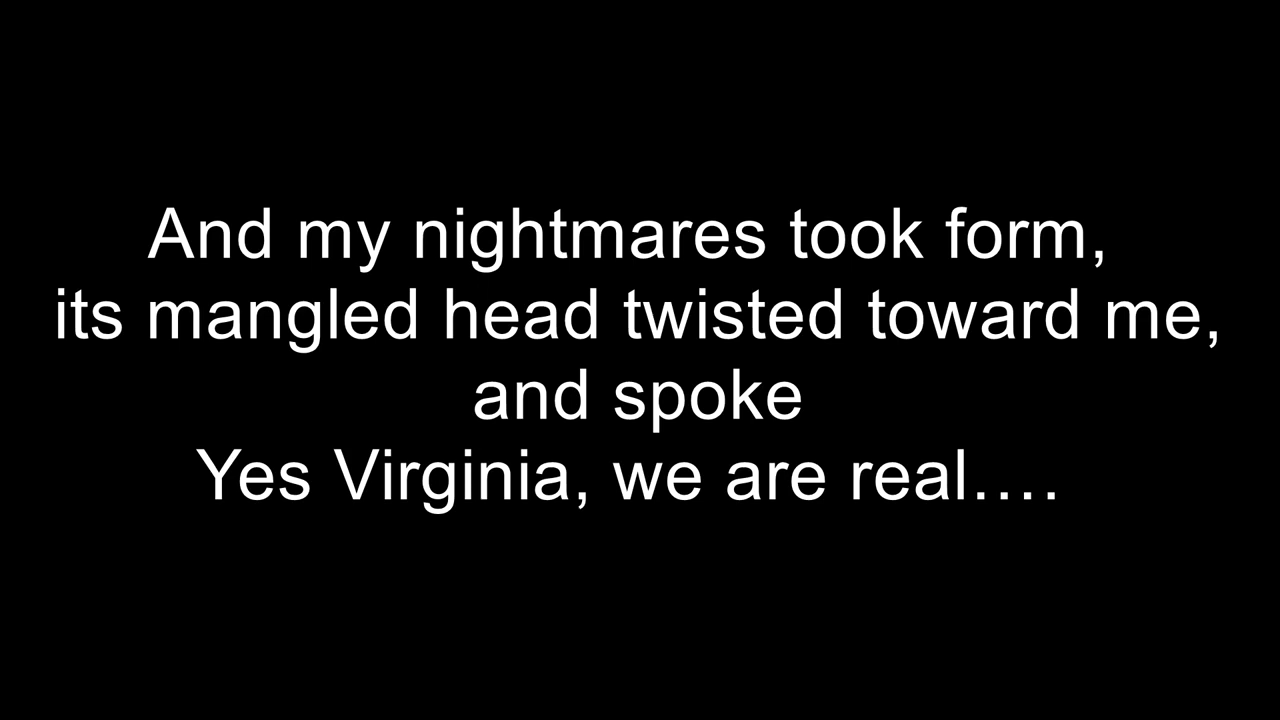 And my nightmares took form,
its mangled head twisted toward me,
and spoke
Yes Virginia, we are real....